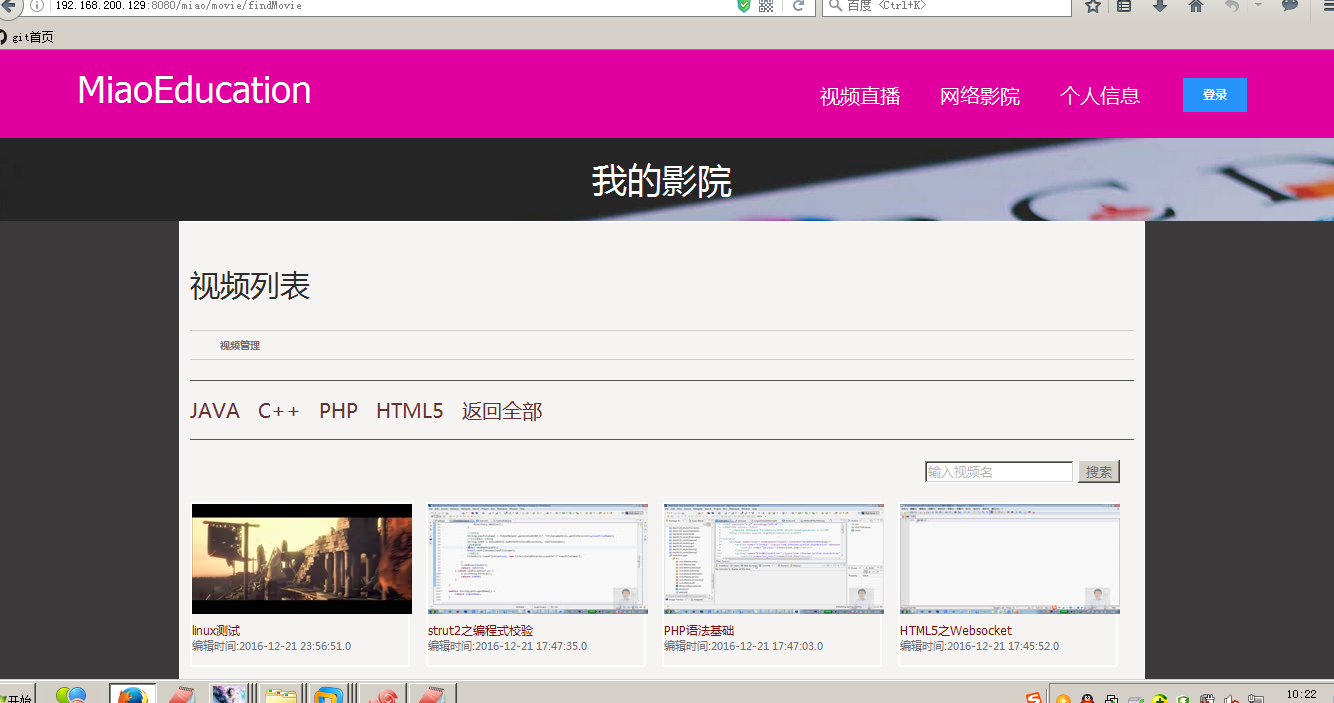 192.168.200.129:8080/miao/movie/findMovie
百度 <Ctrl+K>
git首页
MiaoEducation
视频直播 网络影院 个人信息 登录
我的影院
视频列表
视频管理
JAVA C++ PHP HTML5 返回全部
输入视频名 搜索
linux测试 strut2之编程式校验 PHP语法基础 HTML5之Websocket
编辑时间:2016-12-21 23:56:51.0 编辑时间:2016-12-21 17:47:35.0 编辑时间:2016-12-21 17:47:03.0 编辑时间:2016-12-21 17:45:52.0
开始 10:22